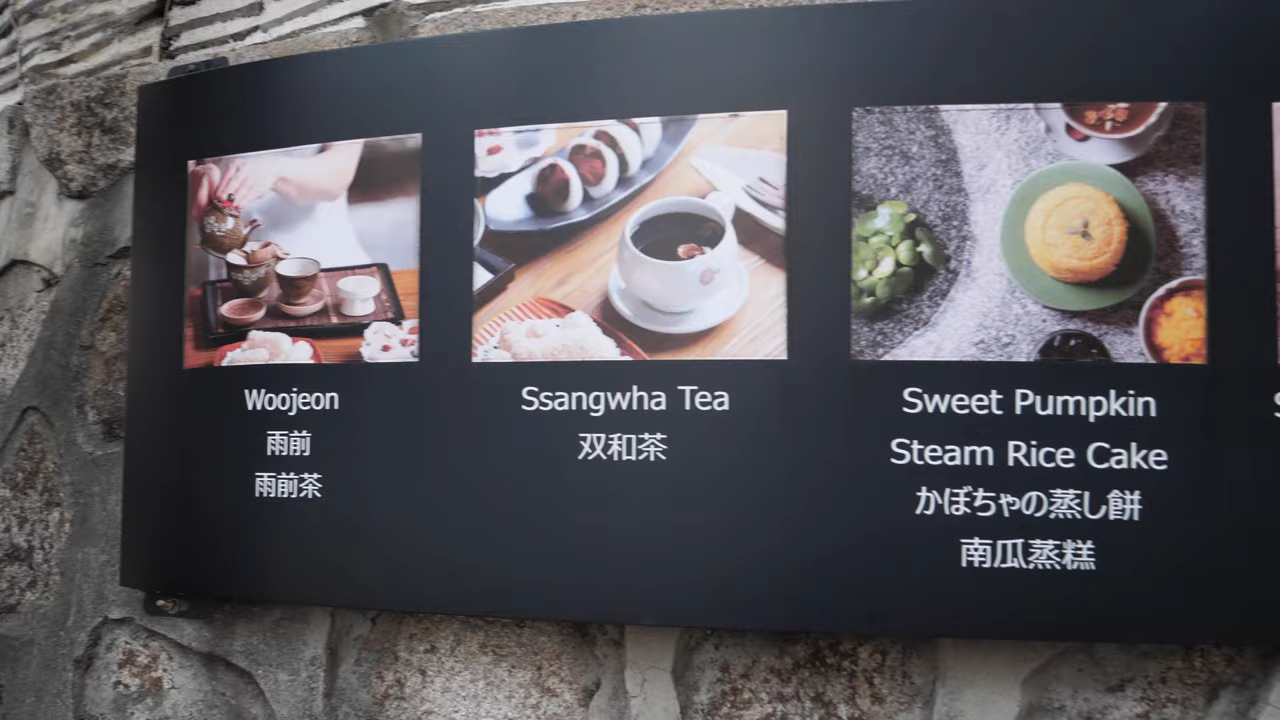 Woojeon
雨前
雨前茶
Ssangwha Tea
双和茶
Sweet Pumpkin
Steam Rice Cake
かぼちゃの蒸し餅
南瓜蒸糕